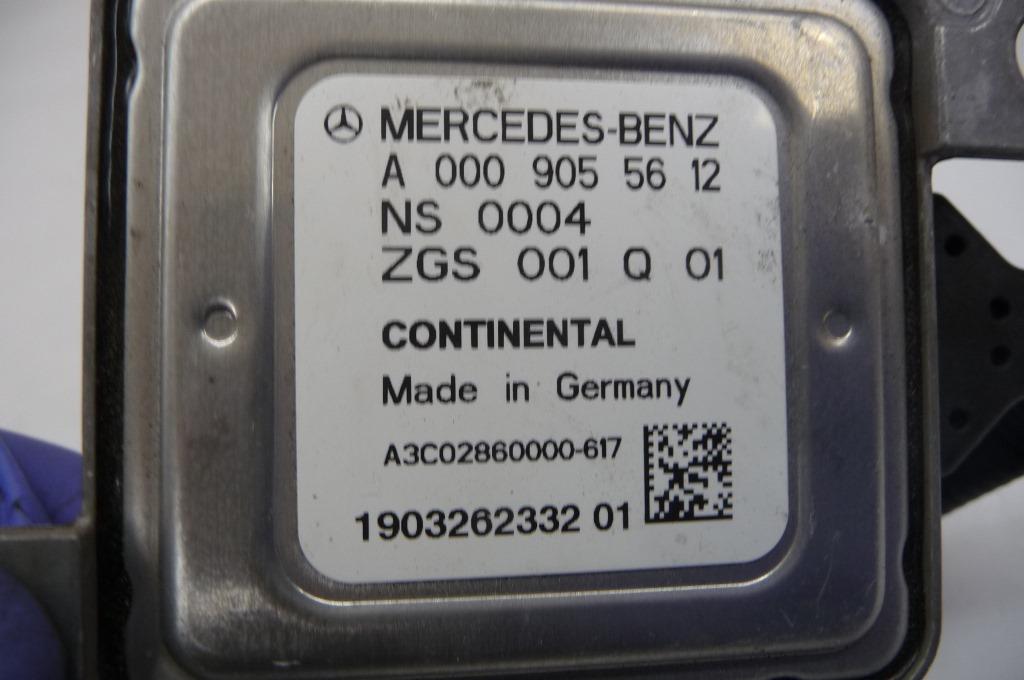 MERCEDES-BENZ
A 000 905 56 12
NS 0004
ZGS 001 Q 01
CONTINENTAL
Made in Germany
A3C02860000-617
1903262332 01